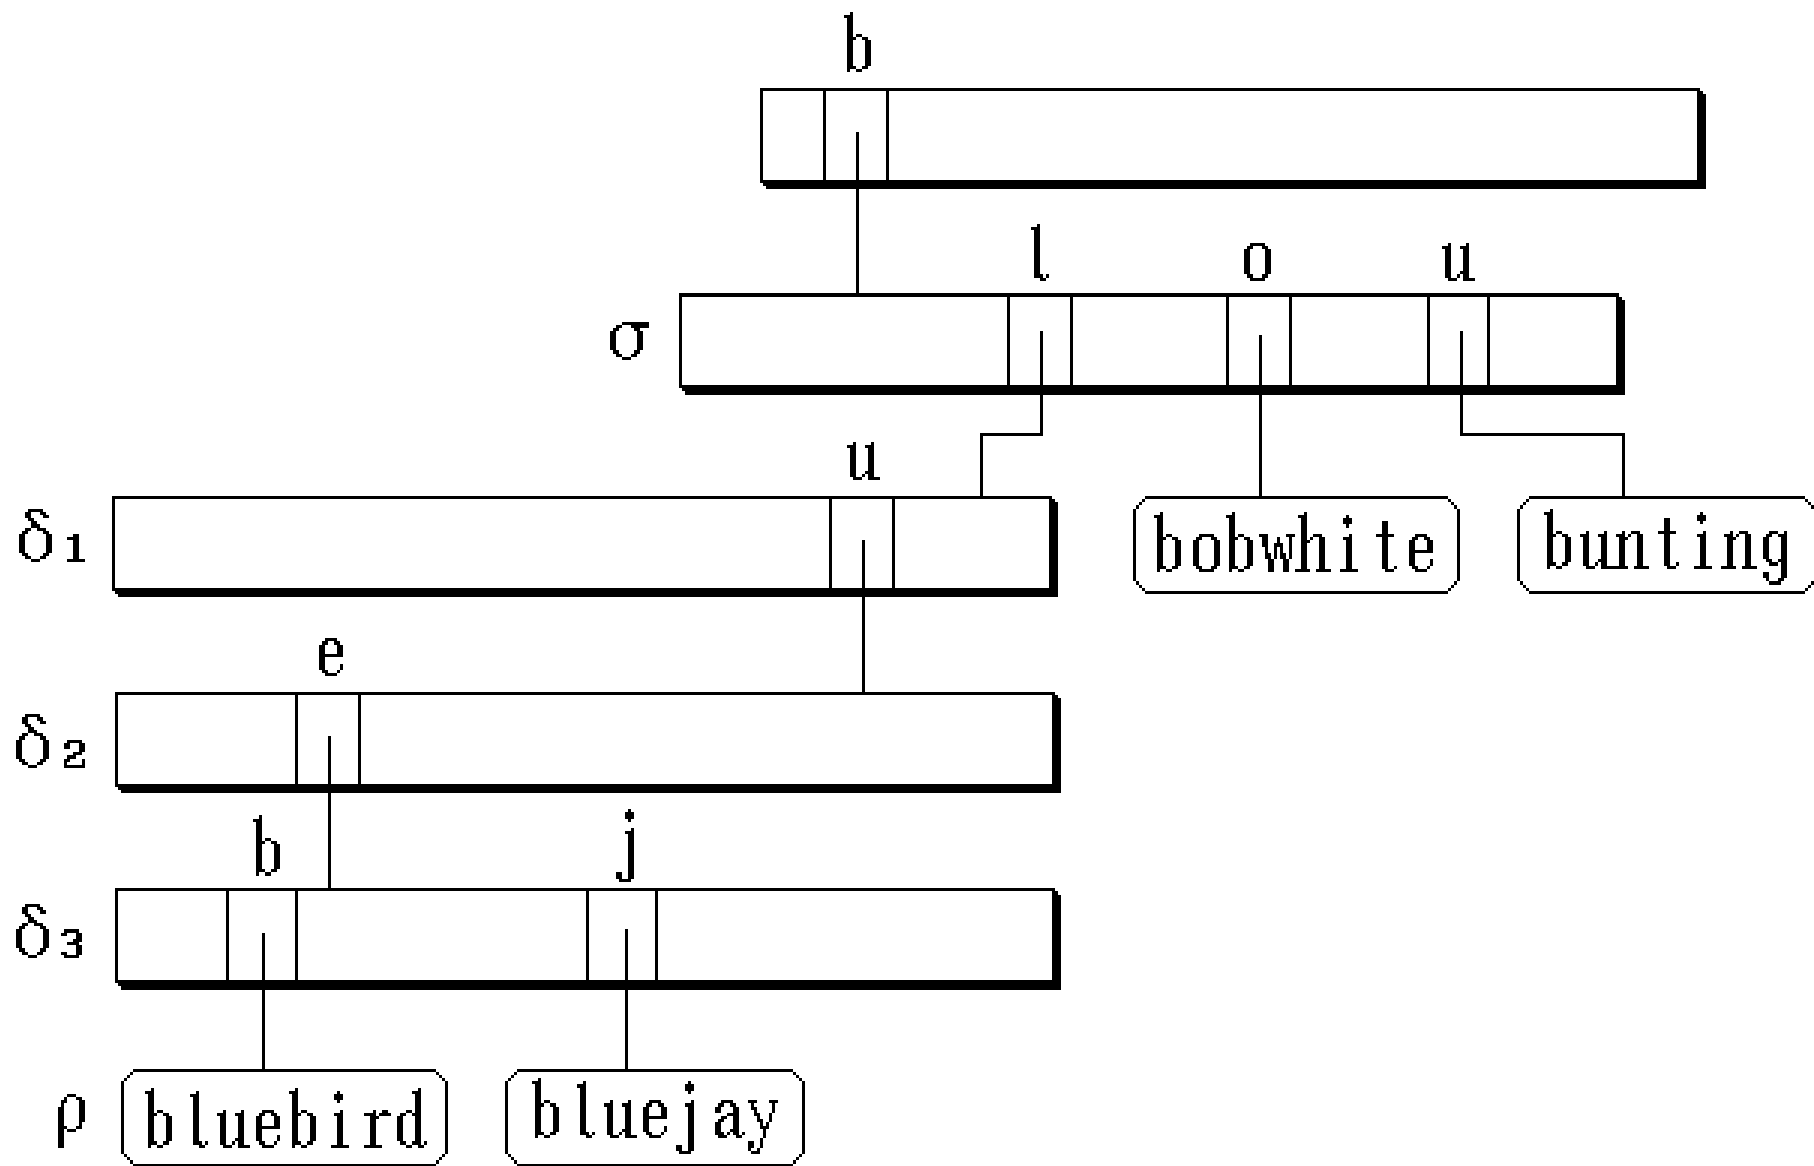 b
l o u
σ
u
δ1 bobwhite bunting
e
δ2
b j
δ3
ρ bluebird bluejay